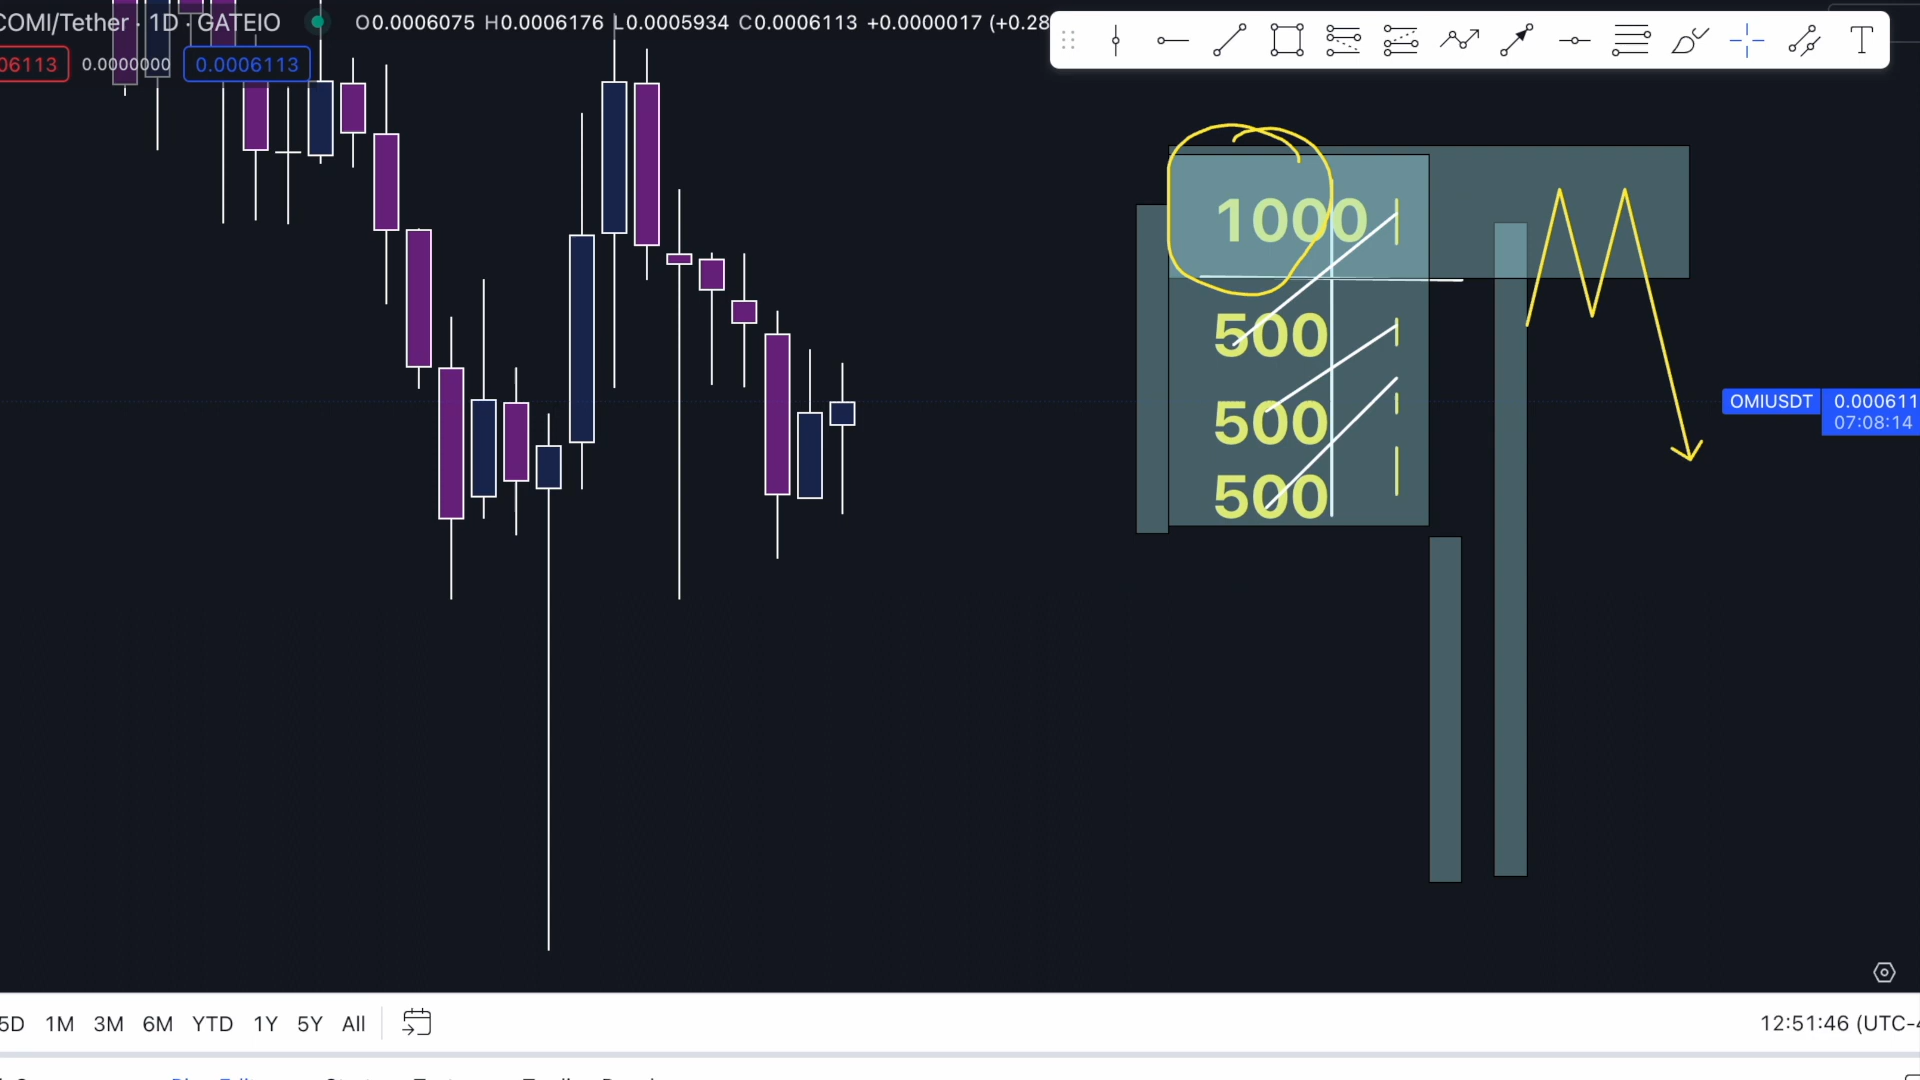 COMI/Tether · 1D · GATEIO O0.0006075 H0.0006176 L0.0005934 C0.0006113 +0.0000017 (+0.28
06113 0.0000000 0.0006113
1000
500
500
500
OMIUSDT 0.000611
07:08:14
5D 1M 3M 6M YTD 1Y 5Y All 12:51:46 (UTC-4